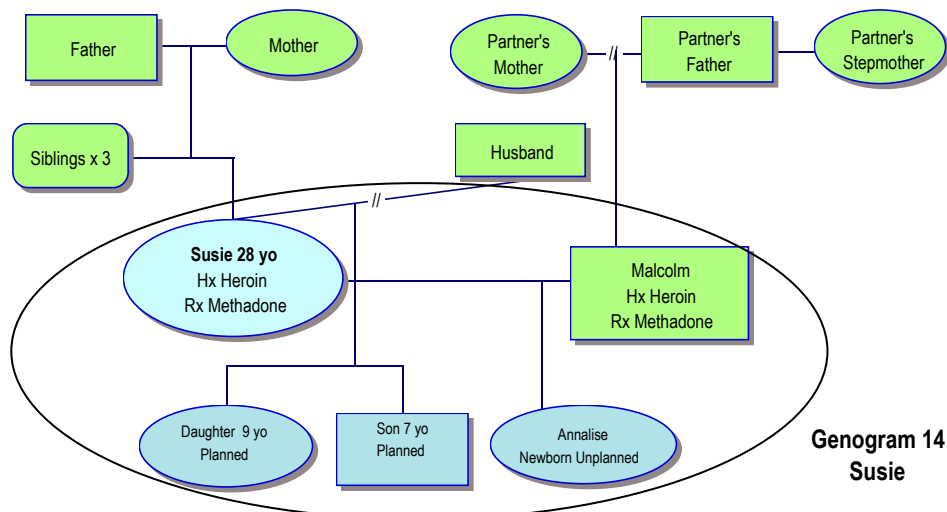 Father
Mother
Partner's
Mother
//
Partner's
Father
Partner's
Stepmother
Siblings x 3
Husband
//
Susie 28 yo
Hx Heroin
Rx Methadone
Malcolm
Hx Heroin
Rx Methadone
Daughter 9 yo
Planned
Son 7 yo
Planned
Annalise
Newborn Unplanned
Genogram 14
Susie